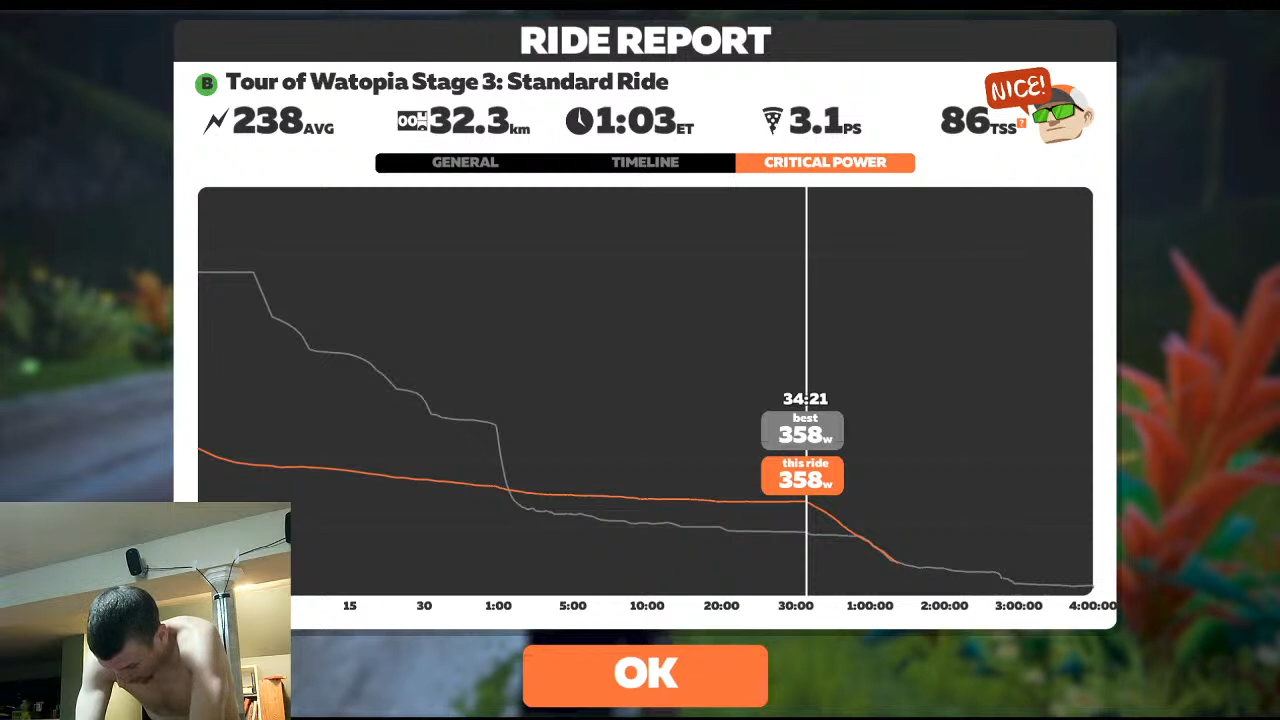 RIDE REPORT
B Tour of Watopia Stage 3: Standard Ride
NICE!
238AVG 32.3km 1:03ET 3.1PS 86TSS?
GENERAL TIMELINE CRITICAL POWER
34:21
best
358w
this ride
358w
15 30 1:00 5:00 10:00 20:00 30:00 1:00:00 2:00:00 3:00:00 4:00:00
OK